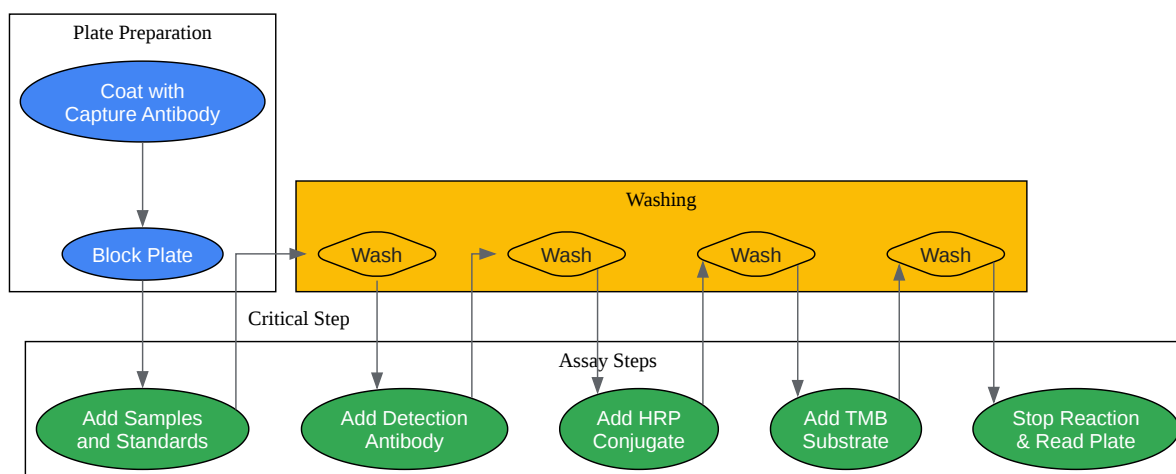 Plate Preparation
Coat with
Capture Antibody
Block Plate
Washing
Wash
Wash
Wash
Wash
Critical Step
Assay Steps
Add Samples
and Standards
Add Detection
Antibody
Add HRP
Conjugate
Add TMB
Substrate
Stop Reaction
& Read Plate